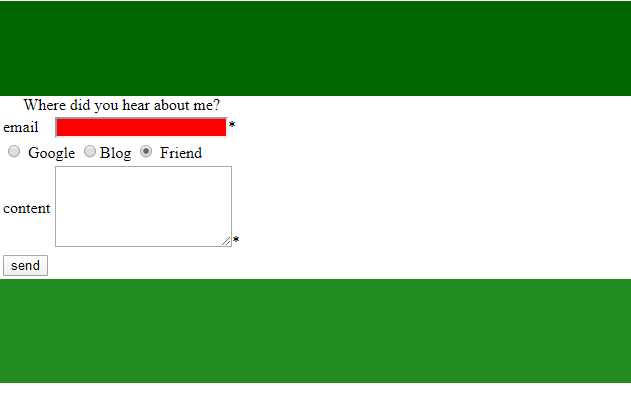 Where did you hear about me?
email *
Google Blog Friend
content *
send